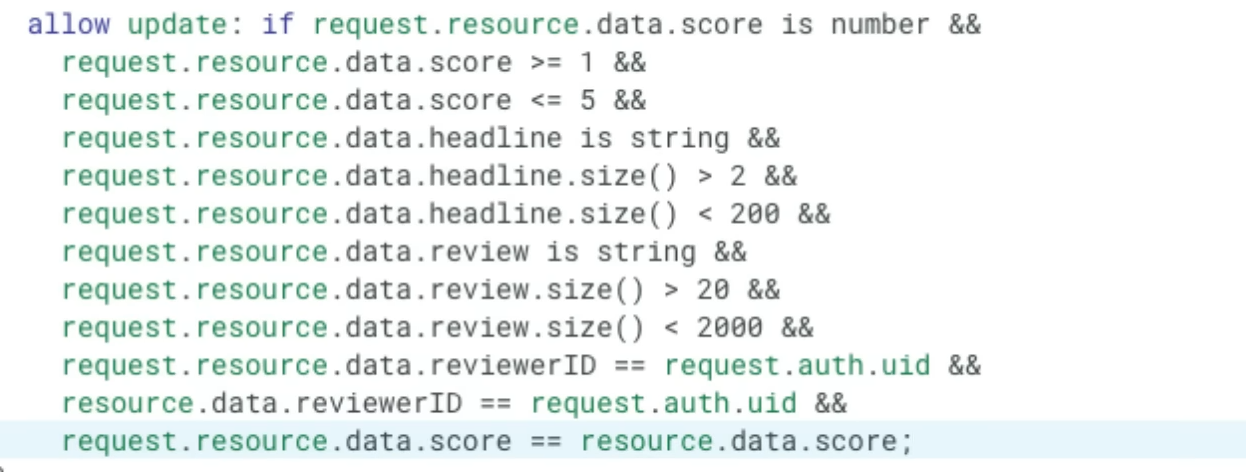 allow update: if request.resource.data.score is number &&
request.resource.data.score >= 1 &&
request.resource.data.score <= 5 &&
request.resource.data.headline is string &&
request.resource.data.headline.size() > 2 &&
request.resource.data.headline.size() < 200 &&
request.resource.data.review is string &&
request.resource.data.review.size() > 20 &&
request.resource.data.review.size() < 2000 &&
request.resource.data.reviewerID == request.auth.uid &&
resource.data.reviewerID == request.auth.uid &&
request.resource.data.score == resource.data.score;